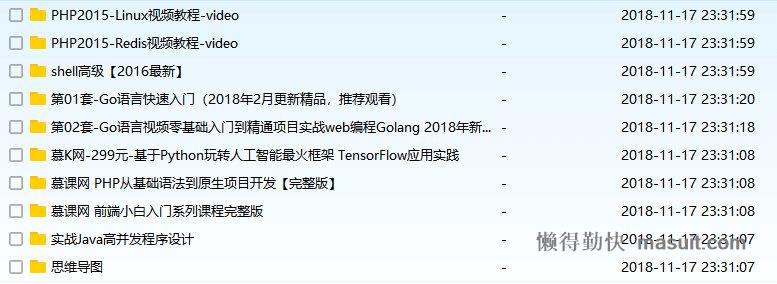 PHP2015-Linux视频教程-video - 2018-11-17 23:31:59
PHP2015-Redis视频教程-video - 2018-11-17 23:31:59
shell高级【2016最新】 - 2018-11-17 23:31:59
第01套-Go语言快速入门（2018年2月更新精品，推荐观看） - 2018-11-17 23:31:20
第02套-Go语言视频零基础入门到精通项目实战web编程Golang 2018年新... - 2018-11-17 23:31:18
慕K网-299元-基于Python玩转人工智能最火框架 TensorFlow应用实践 - 2018-11-17 23:31:08
慕课网 PHP从基础语法到原生项目开发【完整版】 - 2018-11-17 23:31:08
慕课网 前端小白入门系列课程完整版 - 2018-11-17 23:31:08
实战Java高并发程序设计 - 2018-11-17 23:31:07
懒得勤快 masuit.com
思维导图 - 2018-11-17 23:31:07